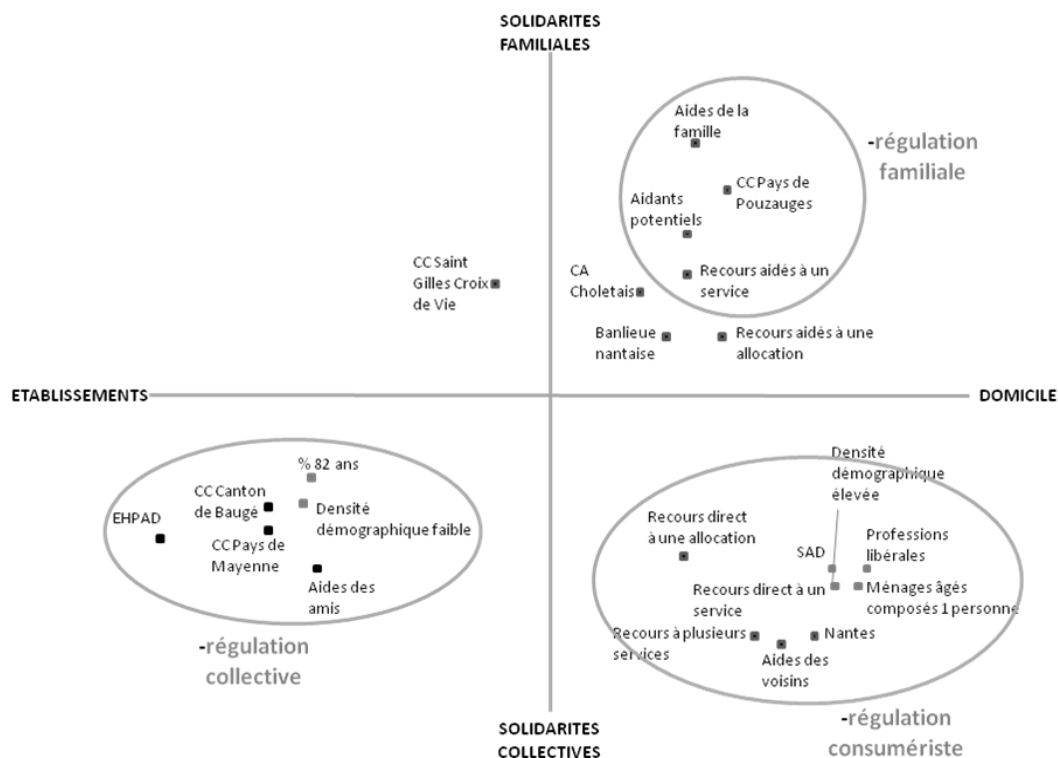 SOLIDARITES
FAMILIALES
Aides de la
famille
-régulation
familiale
CC Pays de
Pouzauges
Aidants
potentiels
CC Saint
Gilles Croix
de Vie
CA
Choletais
Recours aidés à un
service
Banlieue
nantaise
Recours aidés à une
allocation
ETABLISSEMENTS
DOMICILE
% 82 ans
CC Canton
de Baugé
EHPAD
Densité
démographique faible
CC Pays de
Mayenne
Aides des
amis
-régulation
collective
Densité
démographique
élevée
Recours direct
à une allocation
SAD
Professions
libérales
Recours direct à un
service
Ménages âgés
composés 1 personne
Recours à plusieurs
services
Nantes
Aides des
voisins
-régulation
consumériste
SOLIDARITES
COLLECTIVES